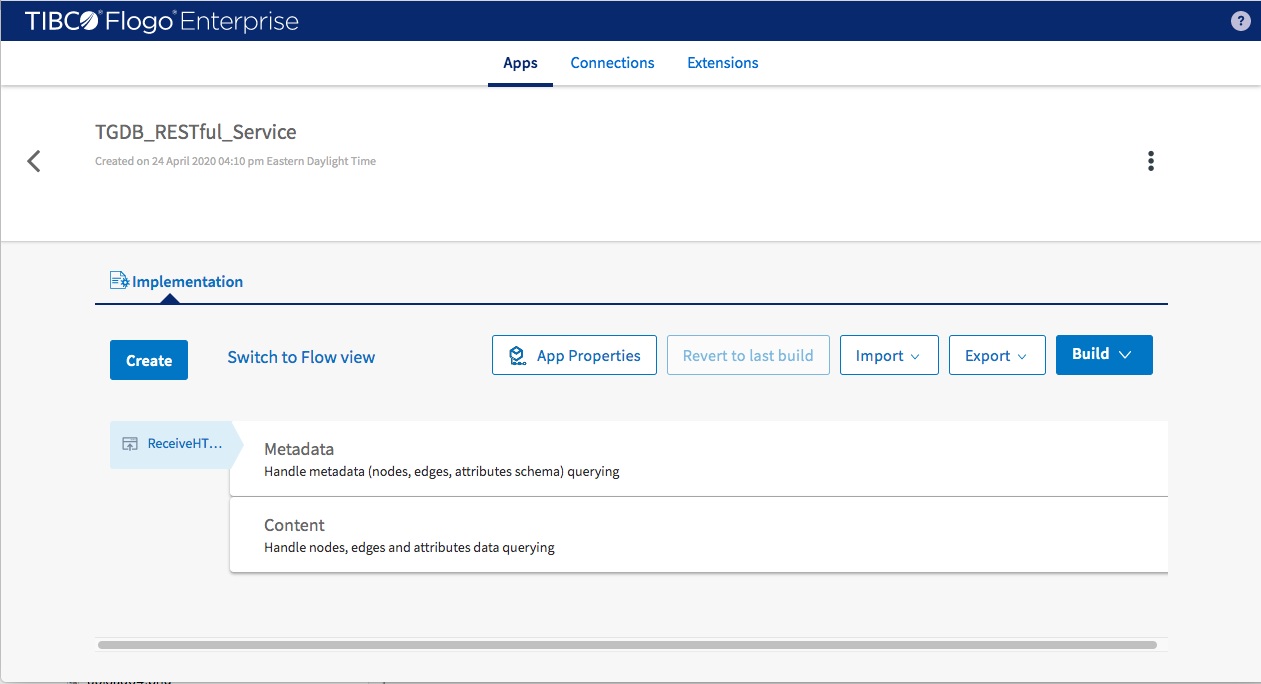 TIBCO® Flogo® Enterprise
?
Apps Connections Extensions
TGDB_RESTful_Service
Created on 24 April 2020 04:10 pm Eastern Daylight Time
Implementation
Create Switch to Flow view App Properties Revert to last build Import Export Build
ReceiveHT...
Metadata
Handle metadata (nodes, edges, attributes schema) querying
Content
Handle nodes, edges and attributes data querying